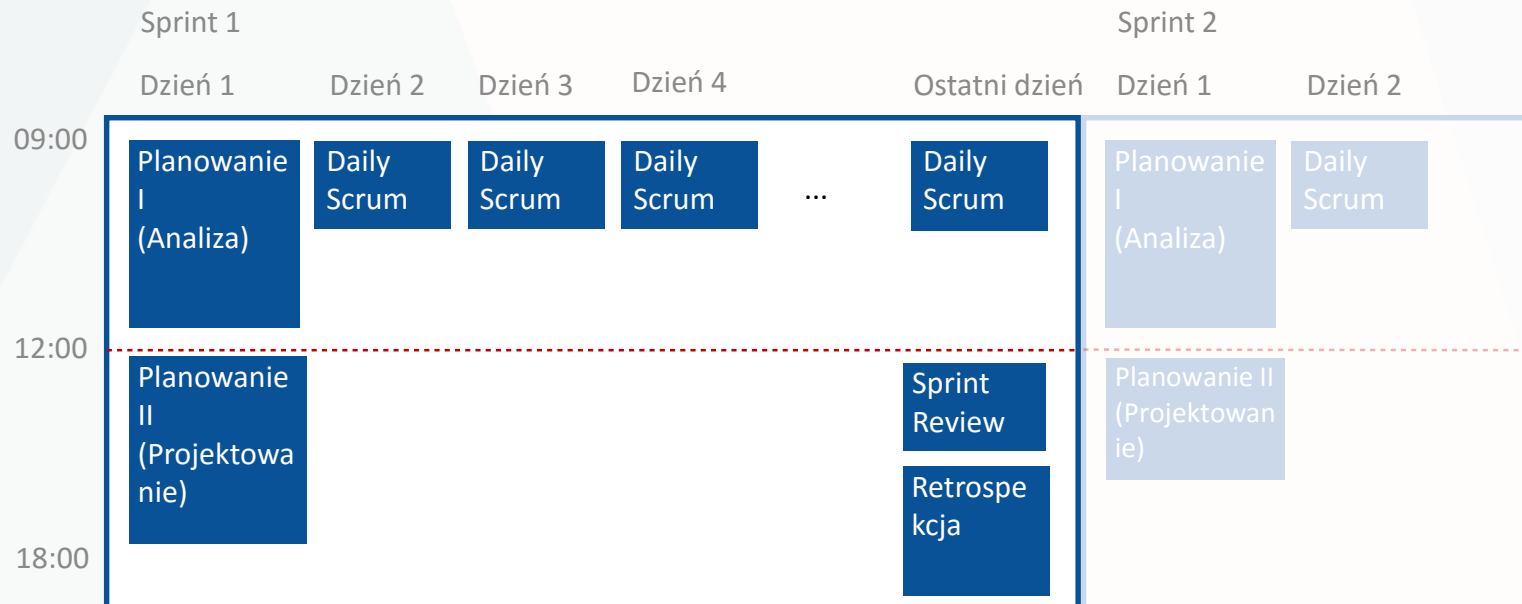 Sprint 1
Sprint 2
Dzień 1
Dzień 2
Dzień 3
Dzień 4
Ostatni dzień
Dzień 1
Dzień 2
09:00
Planowanie
I
(Analiza)
Daily
Scrum
Daily
Scrum
Daily
Scrum
...
Daily
Scrum
Planowanie
I
(Analiza)
Daily
Scrum
12:00
Planowanie
II
(Projektowa
nie)
Sprint
Review
Retrospe
kcja
Planowanie II
(Projektowan
ie)
18:00